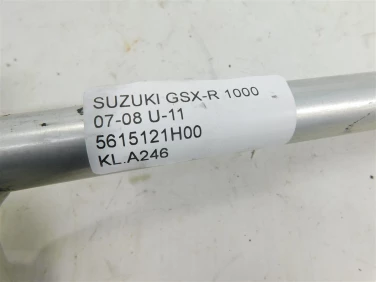 SUZUKI GSX-R 1000
07-08 U-11
5615121H00
KL.A246